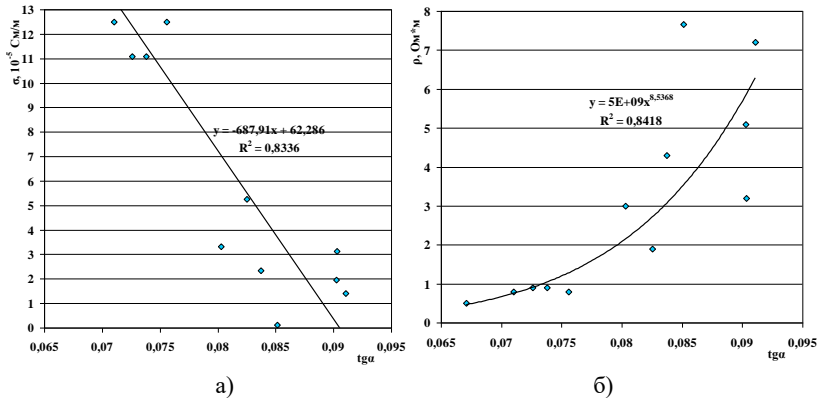 σ, 10⁻⁵ См/м
13
12
11
10
9
8
7
6
5
4
3
2
1
0
y = -687,91x + 62,286
R² = 0,8336
0,065 0,07 0,075 0,08 0,085 0,09 0,095
tgα
а)
ρ, Ом*м
8
7
6
5
4
3
2
1
0
y = 5E+09x⁸,⁵³⁶⁸
R² = 0,8418
0,065 0,07 0,075 0,08 0,085 0,09 0,095
tgα
б)